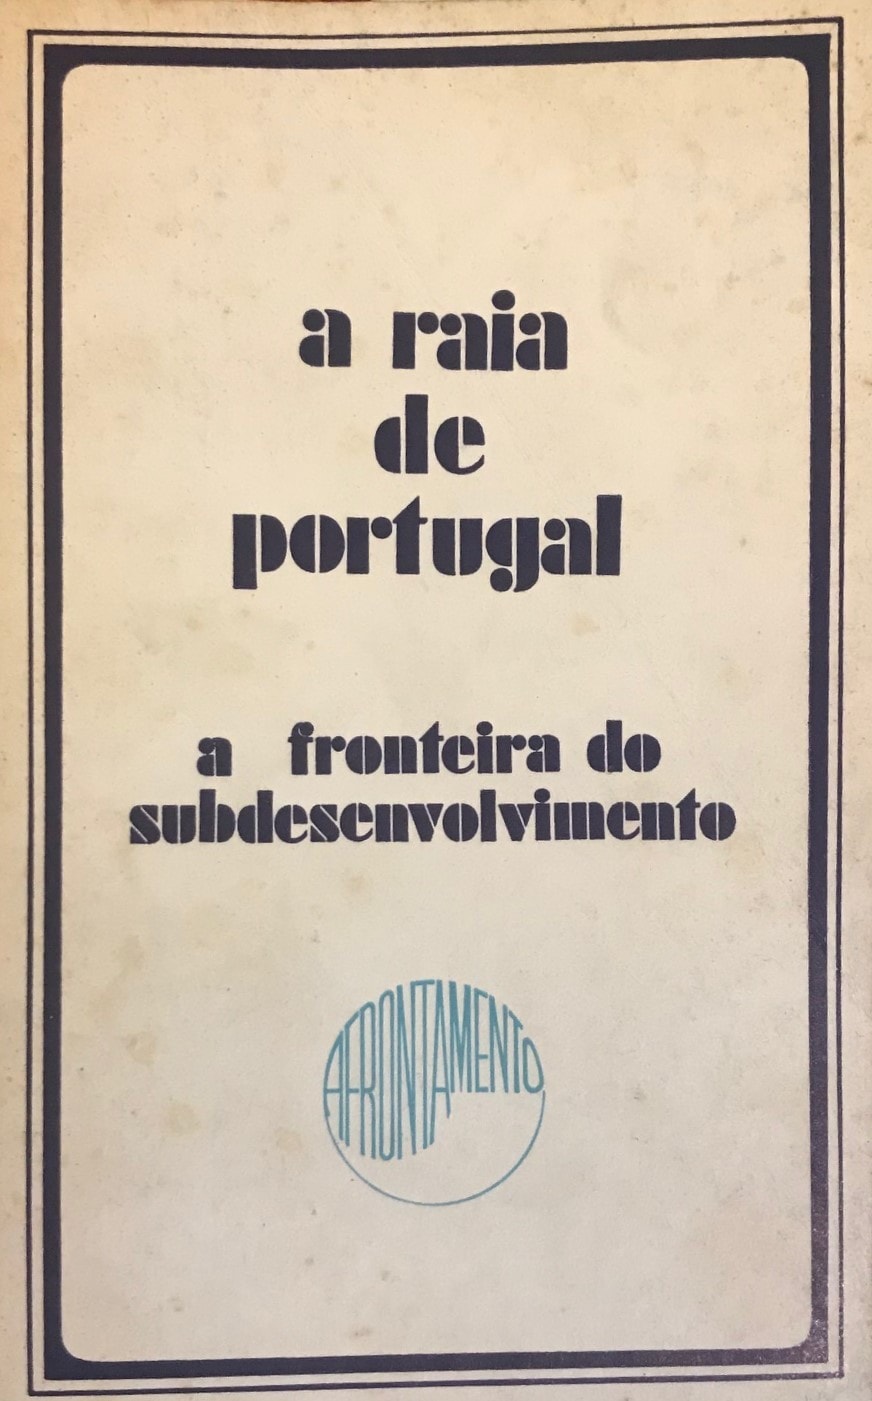 a raia
de
portugal
a fronteira do
subdesenvolvimento
AFRONTAMENTO